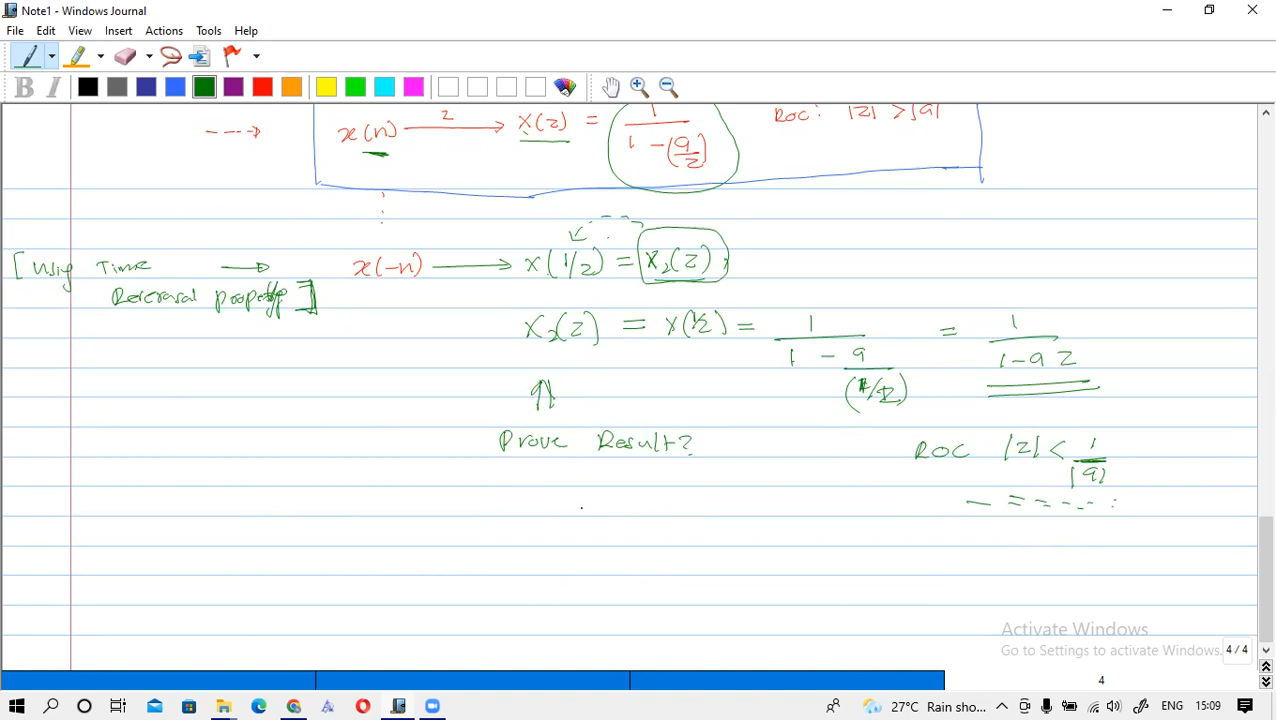 Note1 - Windows Journal
File Edit View Insert Actions Tools Help
B I
x(n) z X(z) = 1 / 1 - (a/z) ROC: |z| > |a|
[Using Time x(-n) x(1/z) = X2(z)
Reversal property]
X2(z) = x(1/z) = 1 / 1 - a/(1/z) = 1 / 1-az
Prove Result?
ROC |z| < 1/|a|
Activate Windows
Go to Settings to activate Windows.
4 / 4
4
27°C Rain sho... ENG 15:09